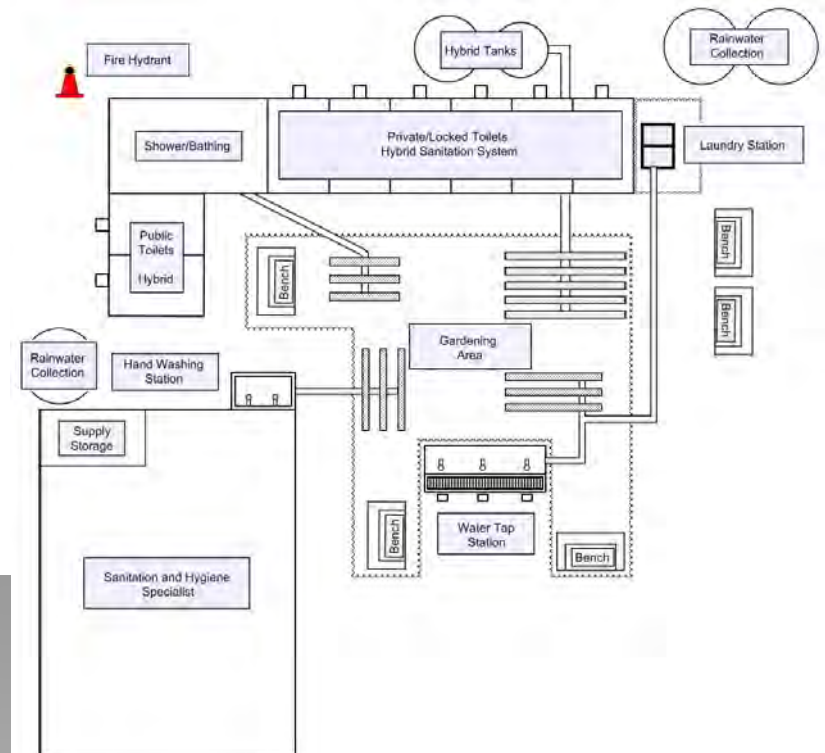 Fire Hydrant
Hybrid Tanks
Rainwater
Collection
Shower/Bathing
Private/Locked Toilets
Hybrid Sanitation System
Laundry Station
Public
Toilets
Hybrid
Bench
Bench
Bench
Gardening
Area
Rainwater
Collection
Hand Washing
Station
Supply
Storage
Bench
Water Tap
Station
Bench
Sanitation and Hygiene
Specialist